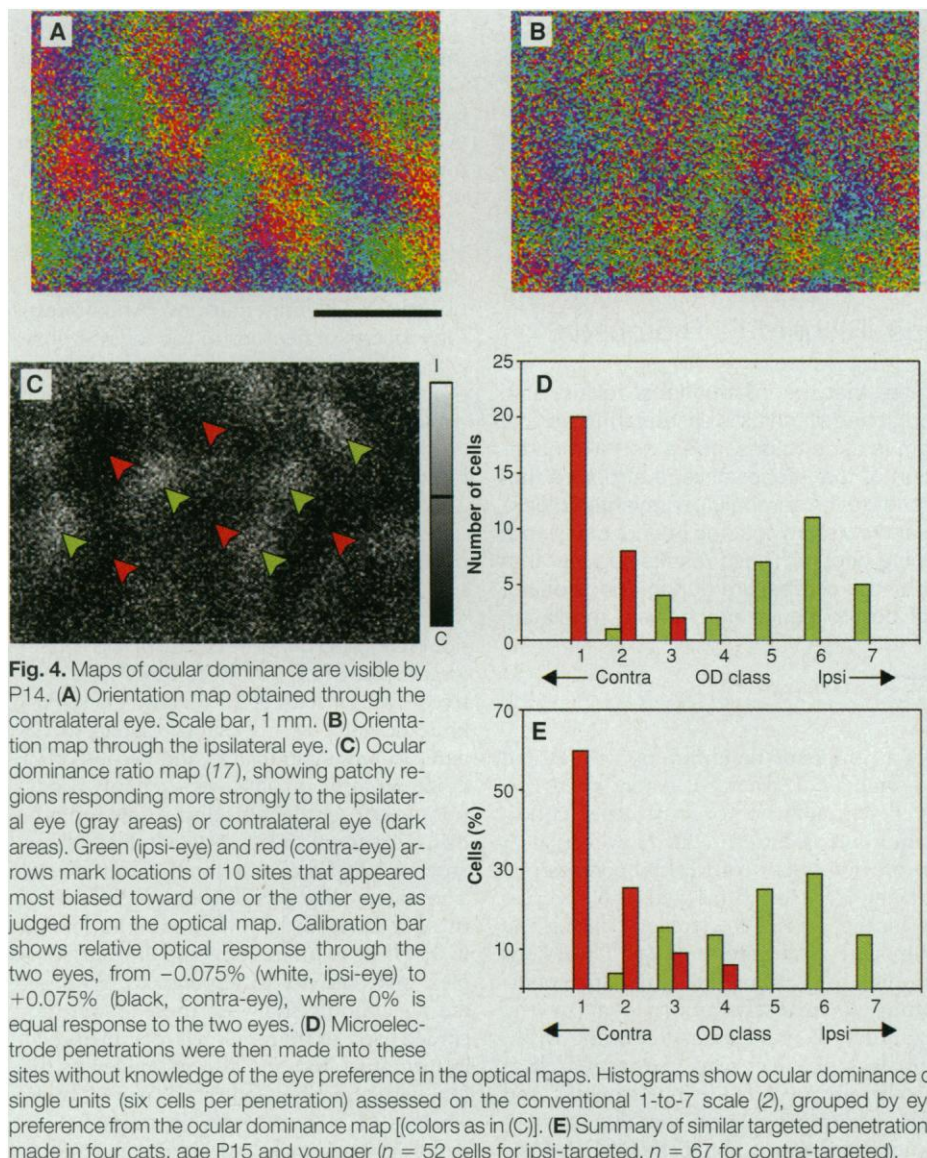 A
B
C
I
C
D
Number of cells
25
20
15
10
5
0
1 2 3 4 5 6 7
Contra OD class Ipsi
E
Cells (%)
70
50
30
10
1 2 3 4 5 6 7
Contra OD class Ipsi
Fig. 4. Maps of ocular dominance are visible by
P14. (A) Orientation map obtained through the
contralateral eye. Scale bar, 1 mm. (B) Orienta-
tion map through the ipsilateral eye. (C) Ocular
dominance ratio map (17), showing patchy re-
gions responding more strongly to the ipsilater-
al eye (gray areas) or contralateral eye (dark
areas). Green (ipsi-eye) and red (contra-eye) ar-
rows mark locations of 10 sites that appeared
most biased toward one or the other eye, as
judged from the optical map. Calibration bar
shows relative optical response through the
two eyes, from −0.075% (white, ipsi-eye) to
+0.075% (black, contra-eye), where 0% is
equal response to the two eyes. (D) Microelec-
trode penetrations were then made into these
sites without knowledge of the eye preference in the optical maps. Histograms show ocular dominance o
single units (six cells per penetration) assessed on the conventional 1-to-7 scale (2), grouped by ey
preference from the ocular dominance map [(colors as in (C)]. (E) Summary of similar targeted penetration
made in four cats, age P15 and younger (n = 52 cells for ipsi-targeted, n = 67 for contra-targeted).